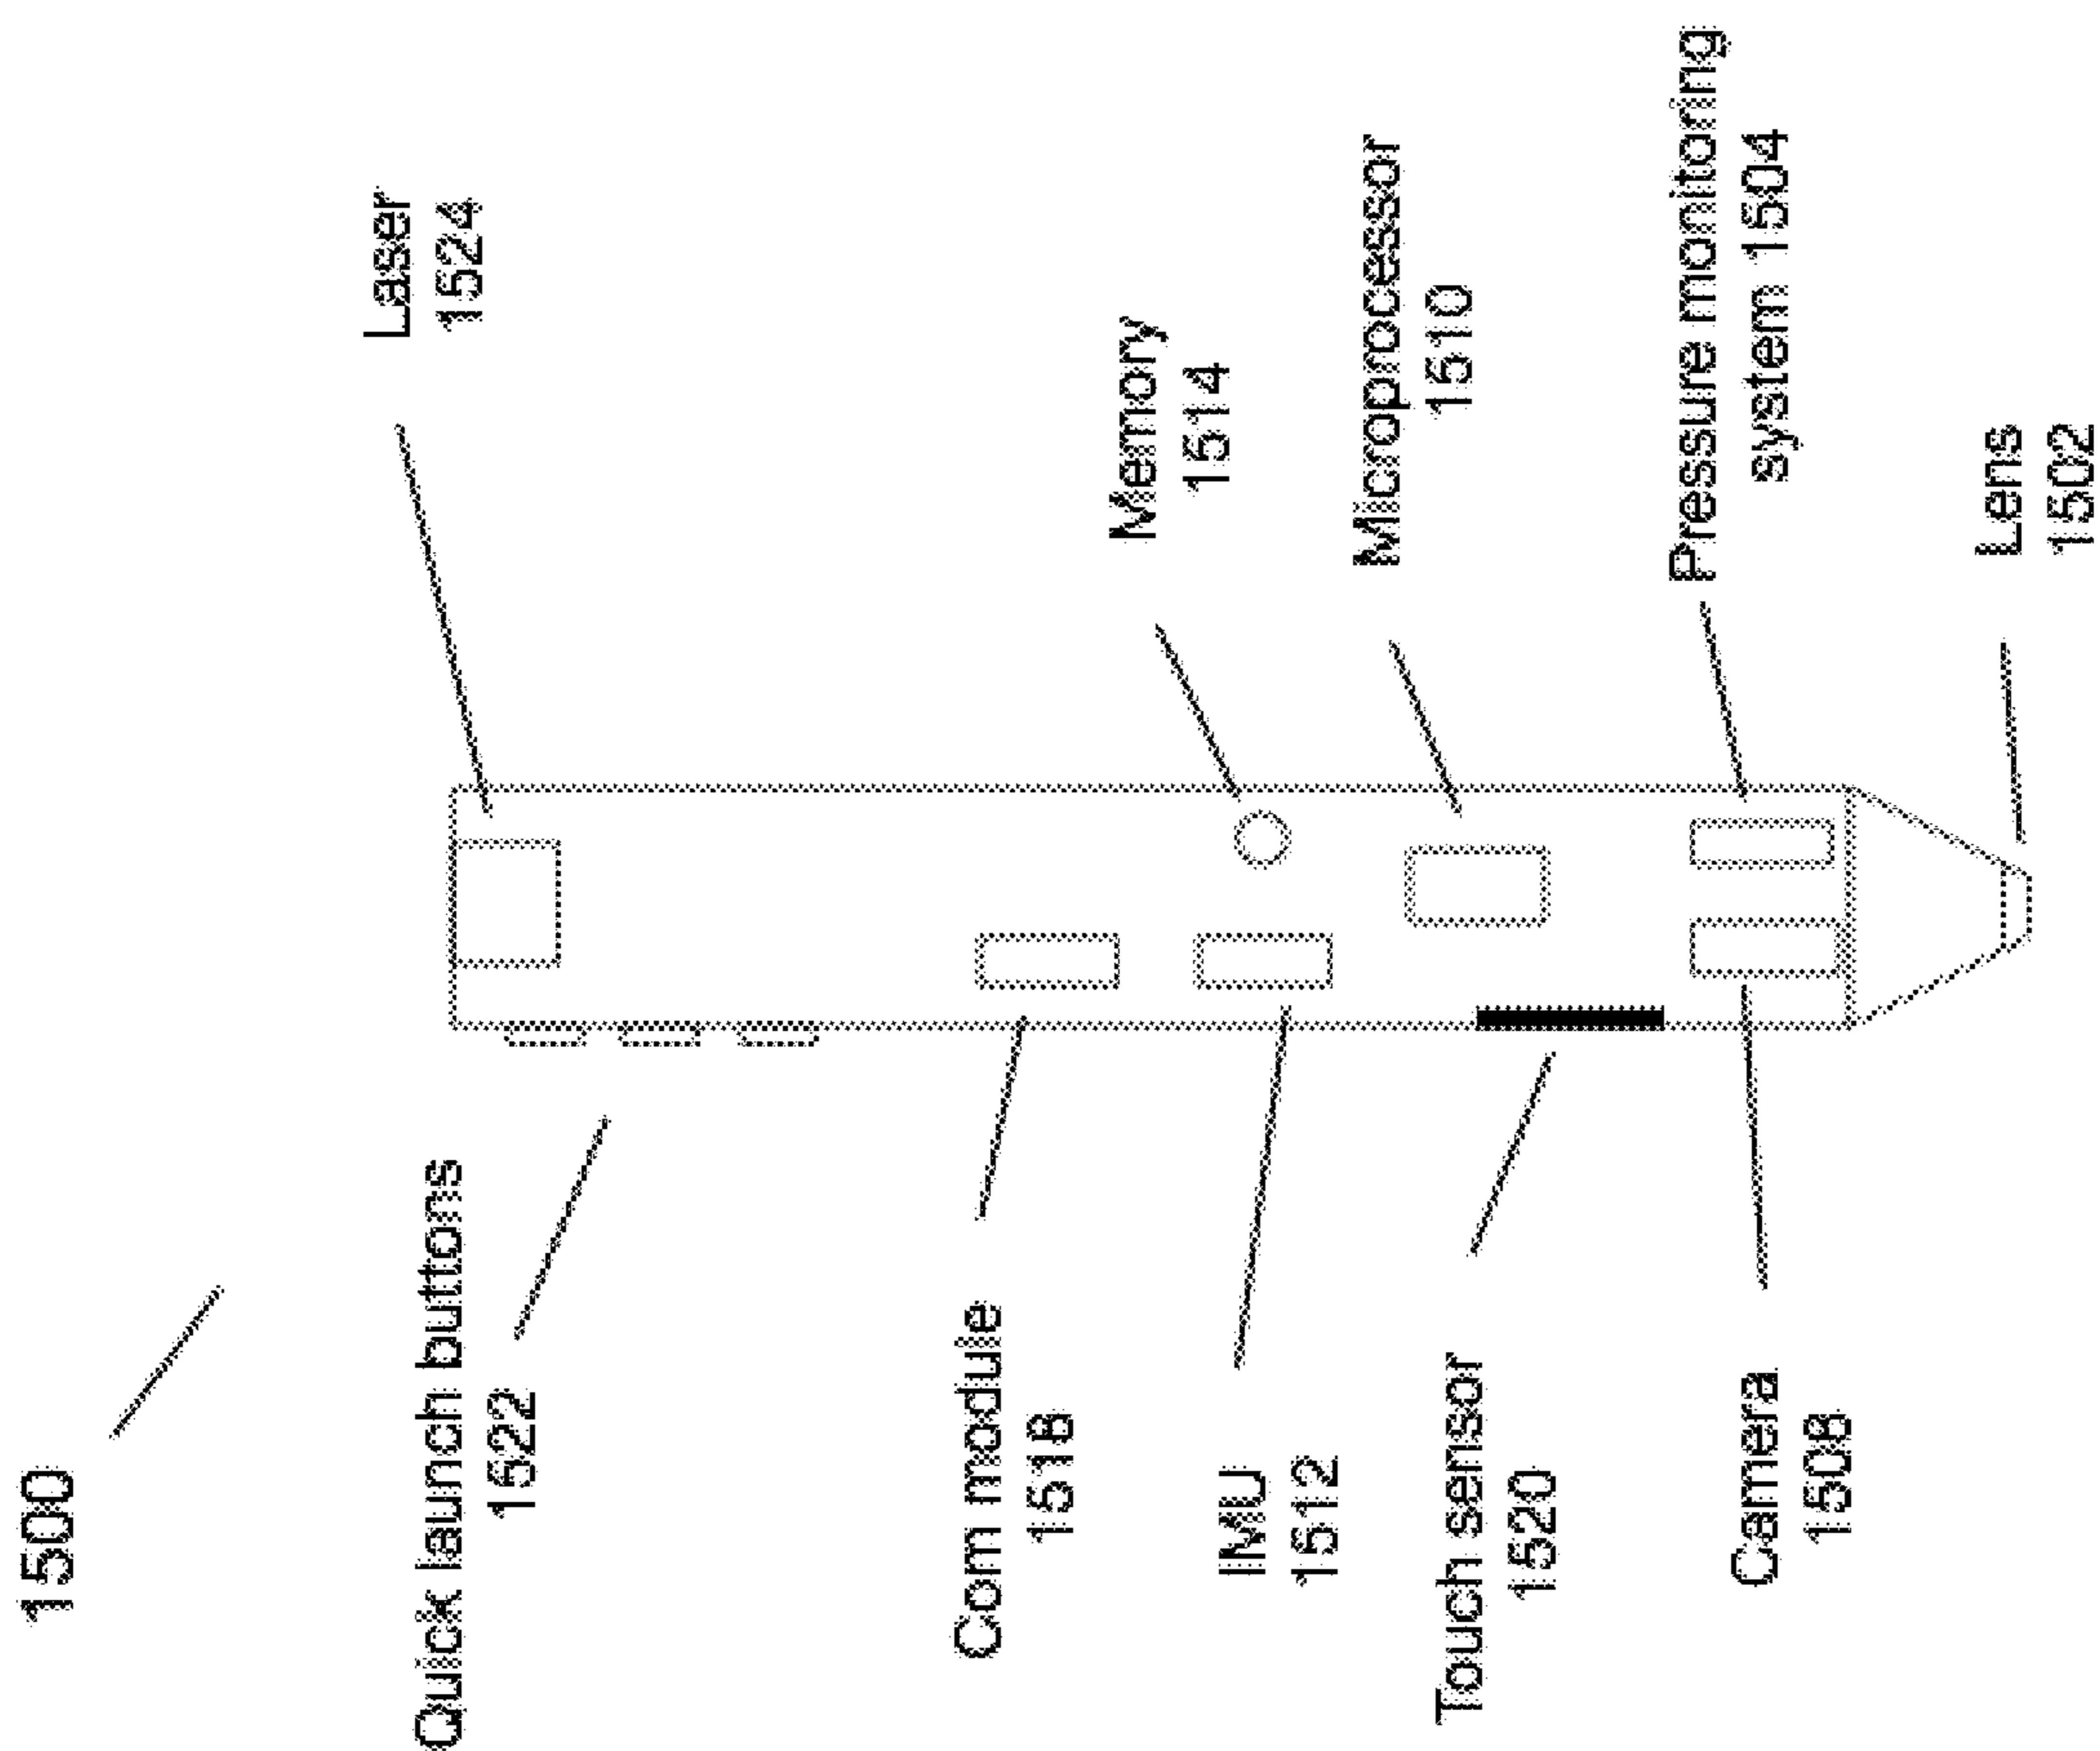 1500
Quick launch buttons
1522
Laser
1524
Com module
1518
Memory
1514
IMU
1512
Microprocessor
1510
Touch sensor
1520
Pressure monitoring
system 1504
Camera
1508
Lens
1502